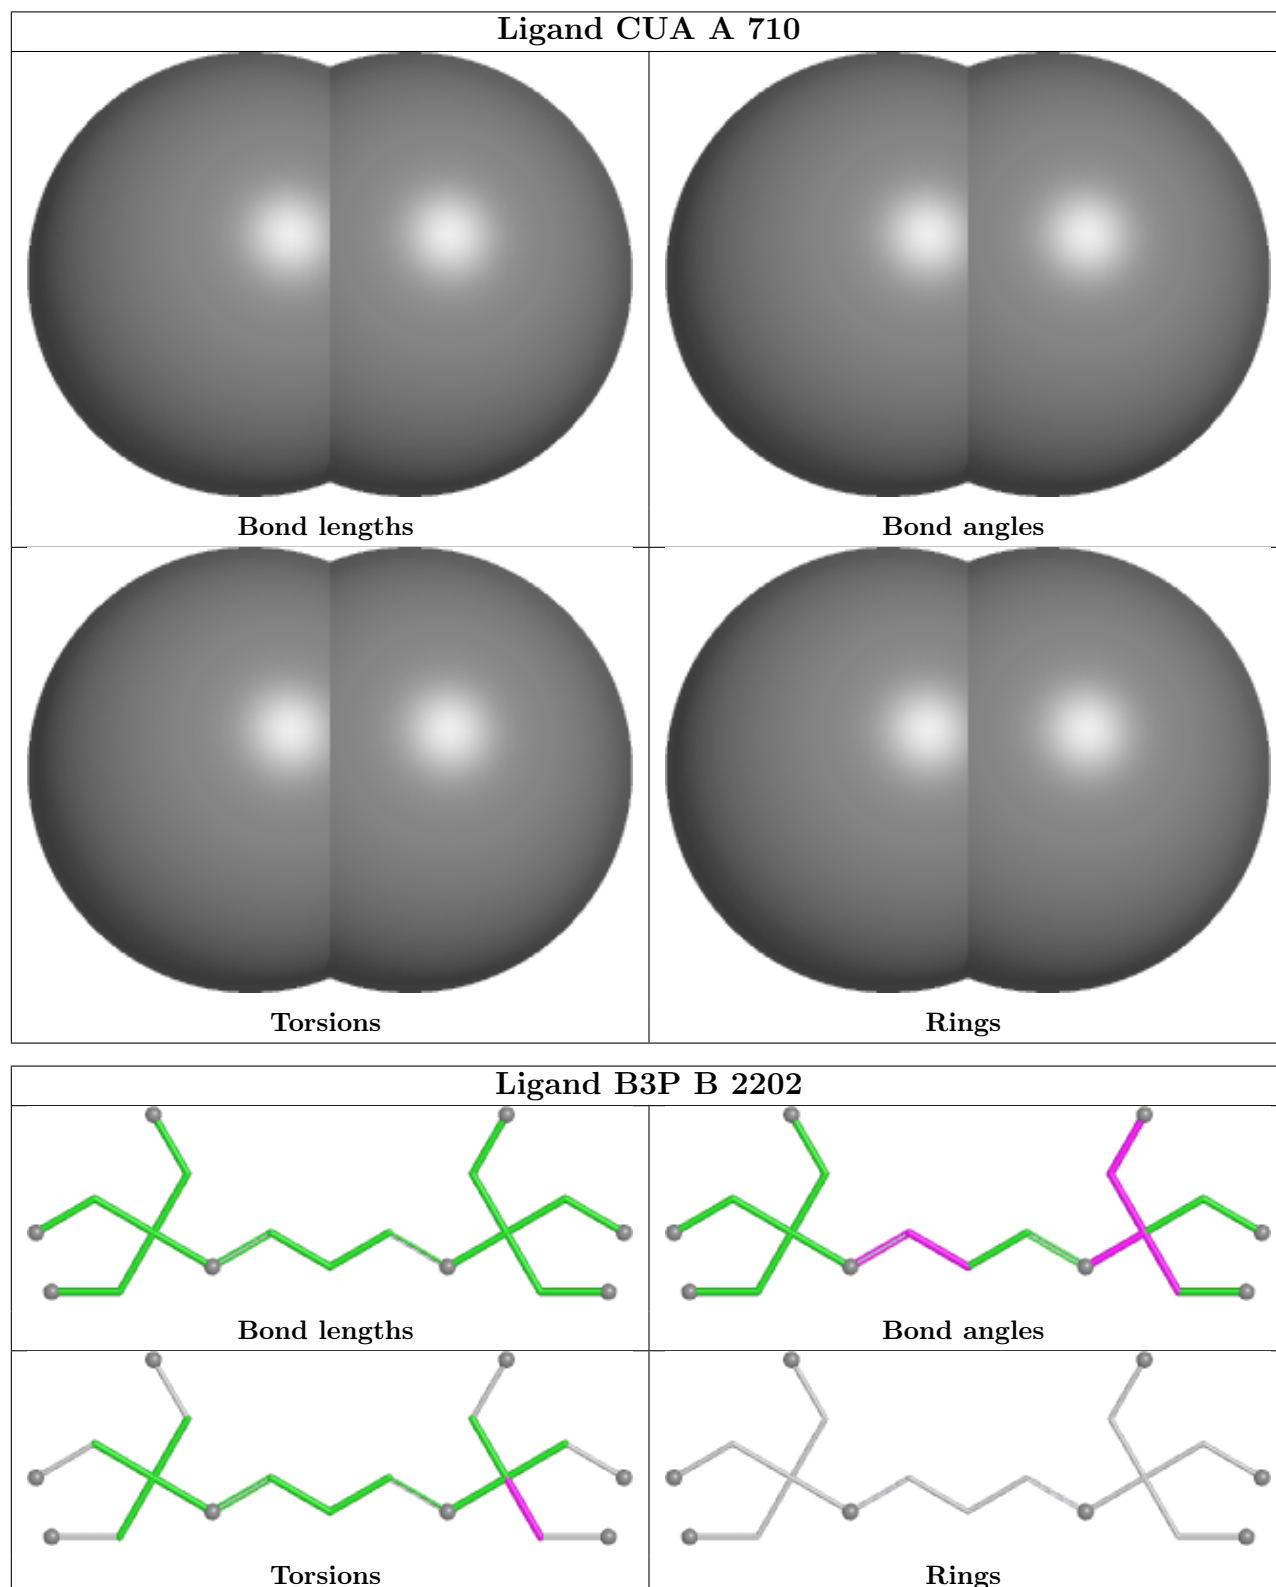 Ligand CUA A 710
Bond lengths
Bond angles
Torsions
Rings
Ligand B3P B 2202
Bond lengths
Bond angles
Torsions
Rings